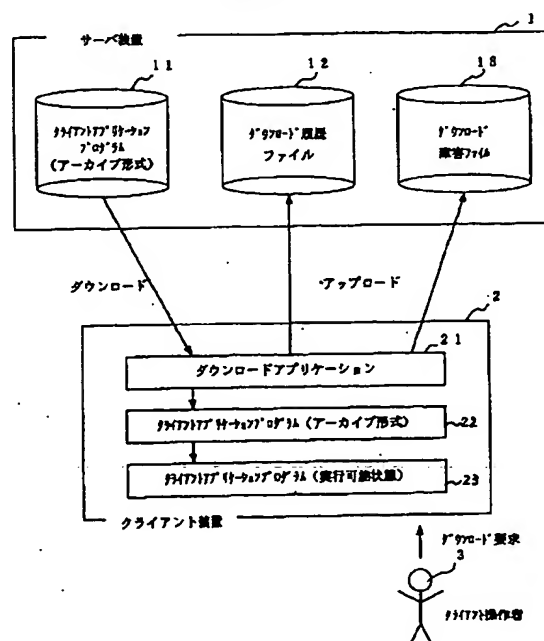 1
サーバ装置
11
12
13
クライアントアプリケーション
プログラム
(アーカイブ形式)
ダウンロード履歴
ファイル
ダウンロード
障害ファイル
ダウンロード
アップロード
2
21
ダウンロードアプリケーション
クライアントアプリケーションプログラム (アーカイブ形式)
22
クライアントアプリケーションプログラム (実行可能状態)
23
クライアント装置
ダウンロード要求
3
クライアント操作者